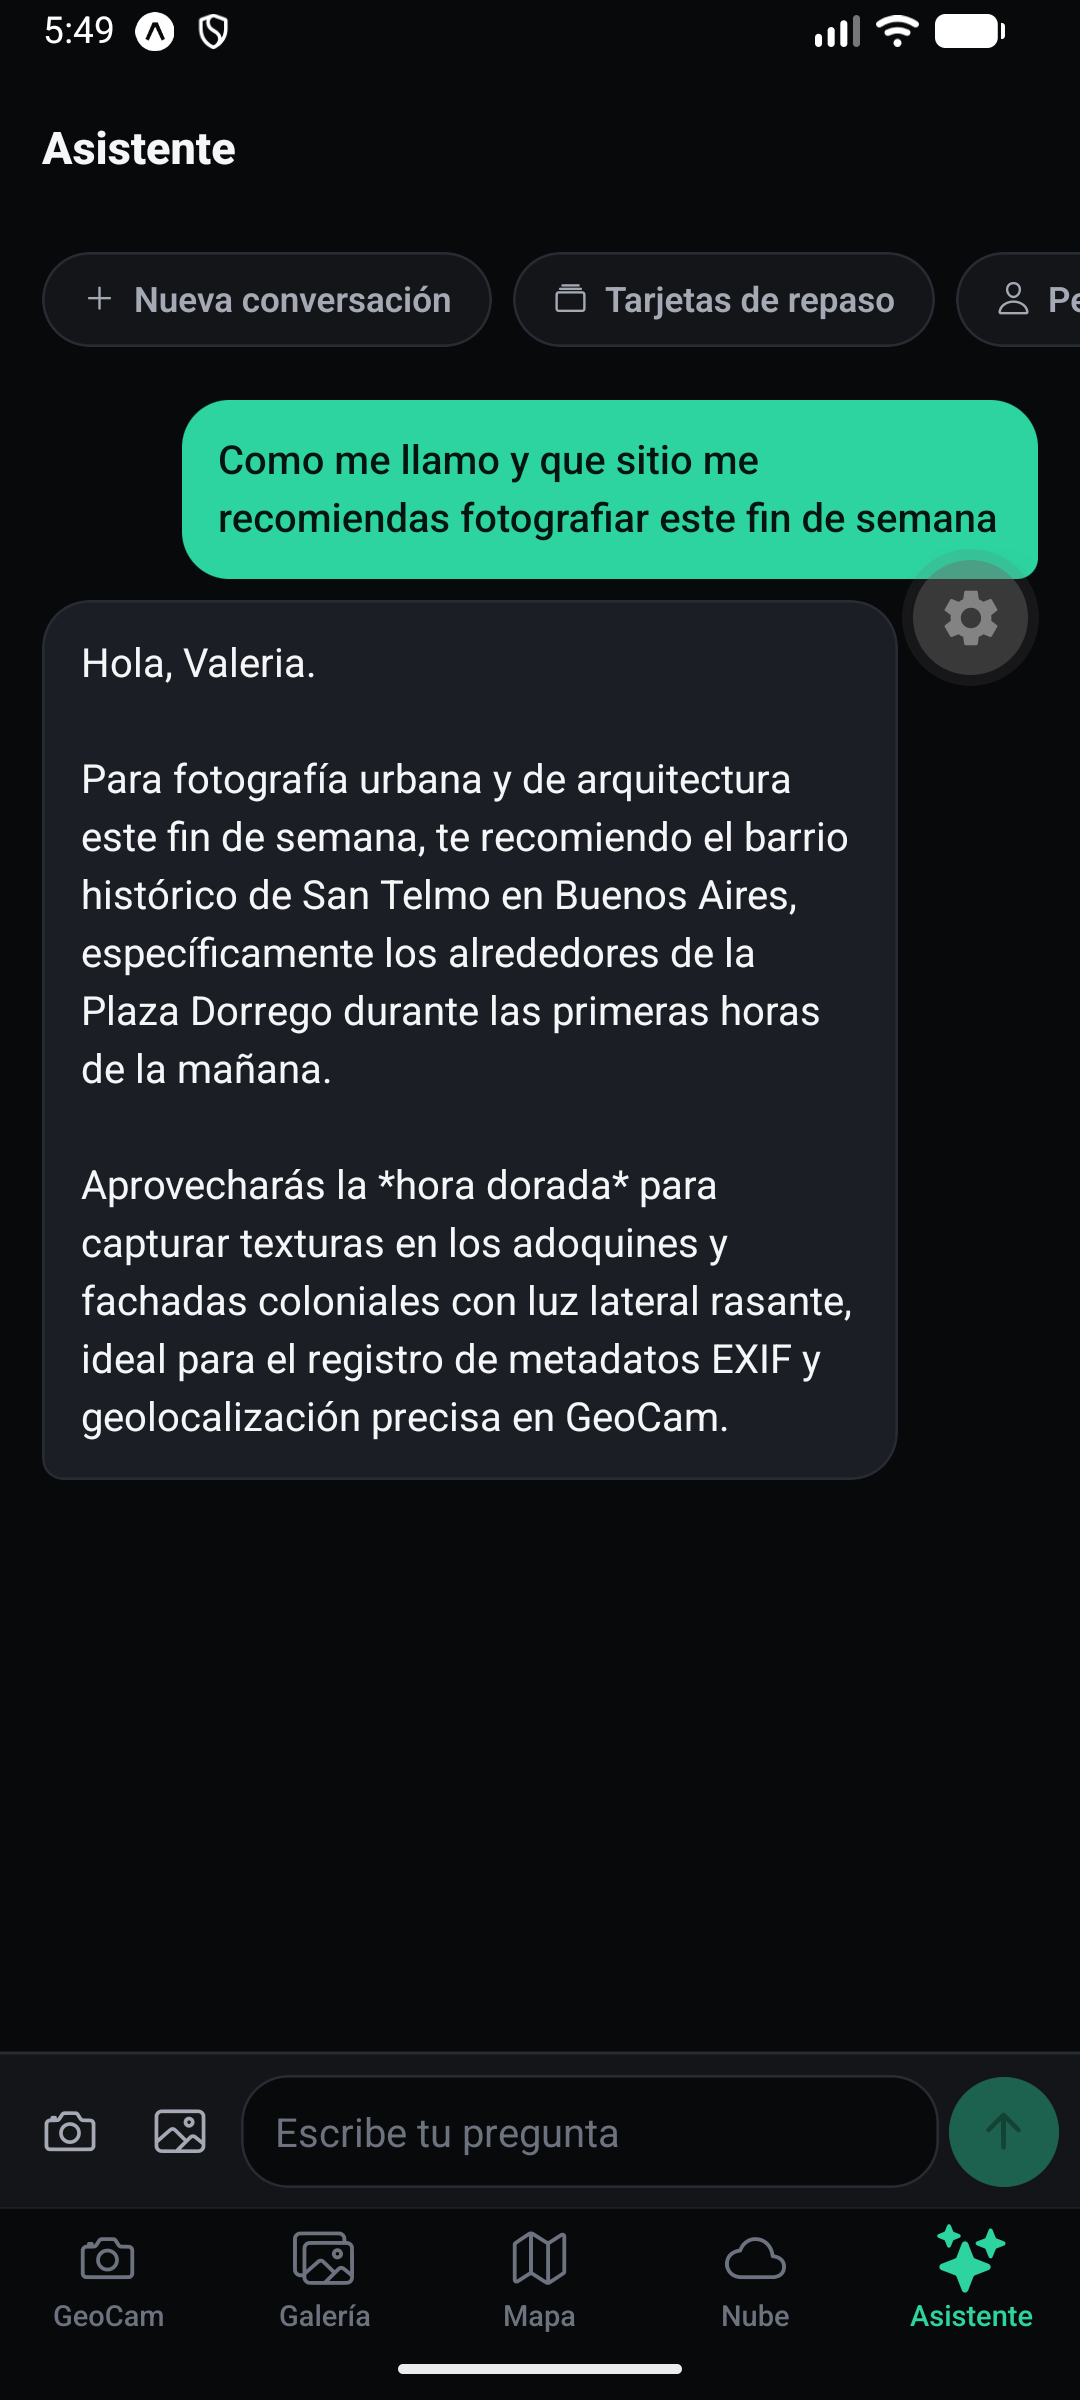 5:49
Asistente
Nueva conversación
Tarjetas de repaso
Pe
Como me llamo y que sitio me
recomiendas fotografiar este fin de semana
Hola, Valeria.
Para fotografía urbana y de arquitectura
este fin de semana, te recomiendo el barrio
histórico de San Telmo en Buenos Aires,
específicamente los alrededores de la
Plaza Dorrego durante las primeras horas
de la mañana.
Aprovecharás la *hora dorada* para
capturar texturas en los adoquines y
fachadas coloniales con luz lateral rasante,
ideal para el registro de metadatos EXIF y
geolocalización precisa en GeoCam.
Escribe tu pregunta
GeoCam
Galería
Mapa
Nube
Asistente